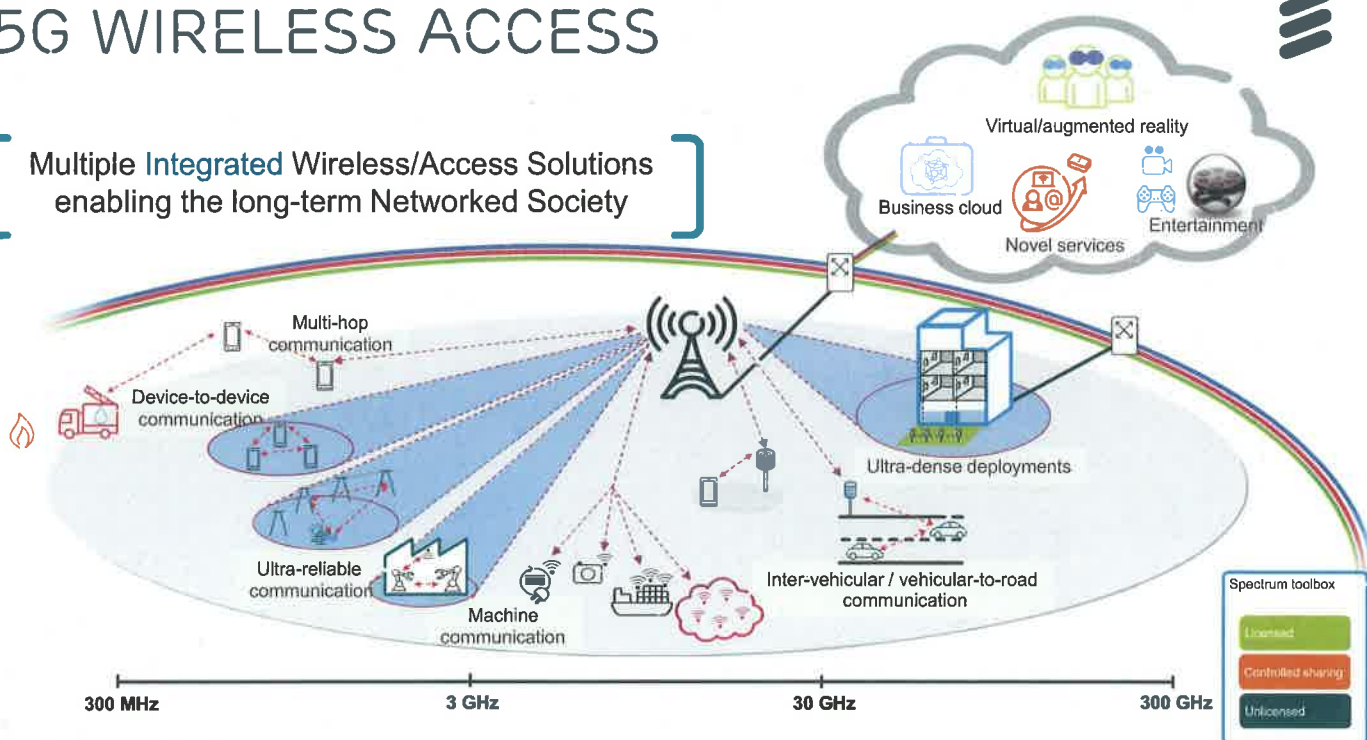 5G WIRELESS ACCESS
Multiple Integrated Wireless/Access Solutions
enabling the long-term Networked Society
Virtual/augmented reality
Business cloud
Novel services
Entertainment
Multi-hop
communication
Device-to-device
communication
Ultra-dense deployments
Ultra-reliable
communication
Machine
communication
Inter-vehicular / vehicular-to-road
communication
Spectrum toolbox
Licensed
Controlled sharing
Unlicensed
300 MHz
3 GHz
30 GHz
300 GHz